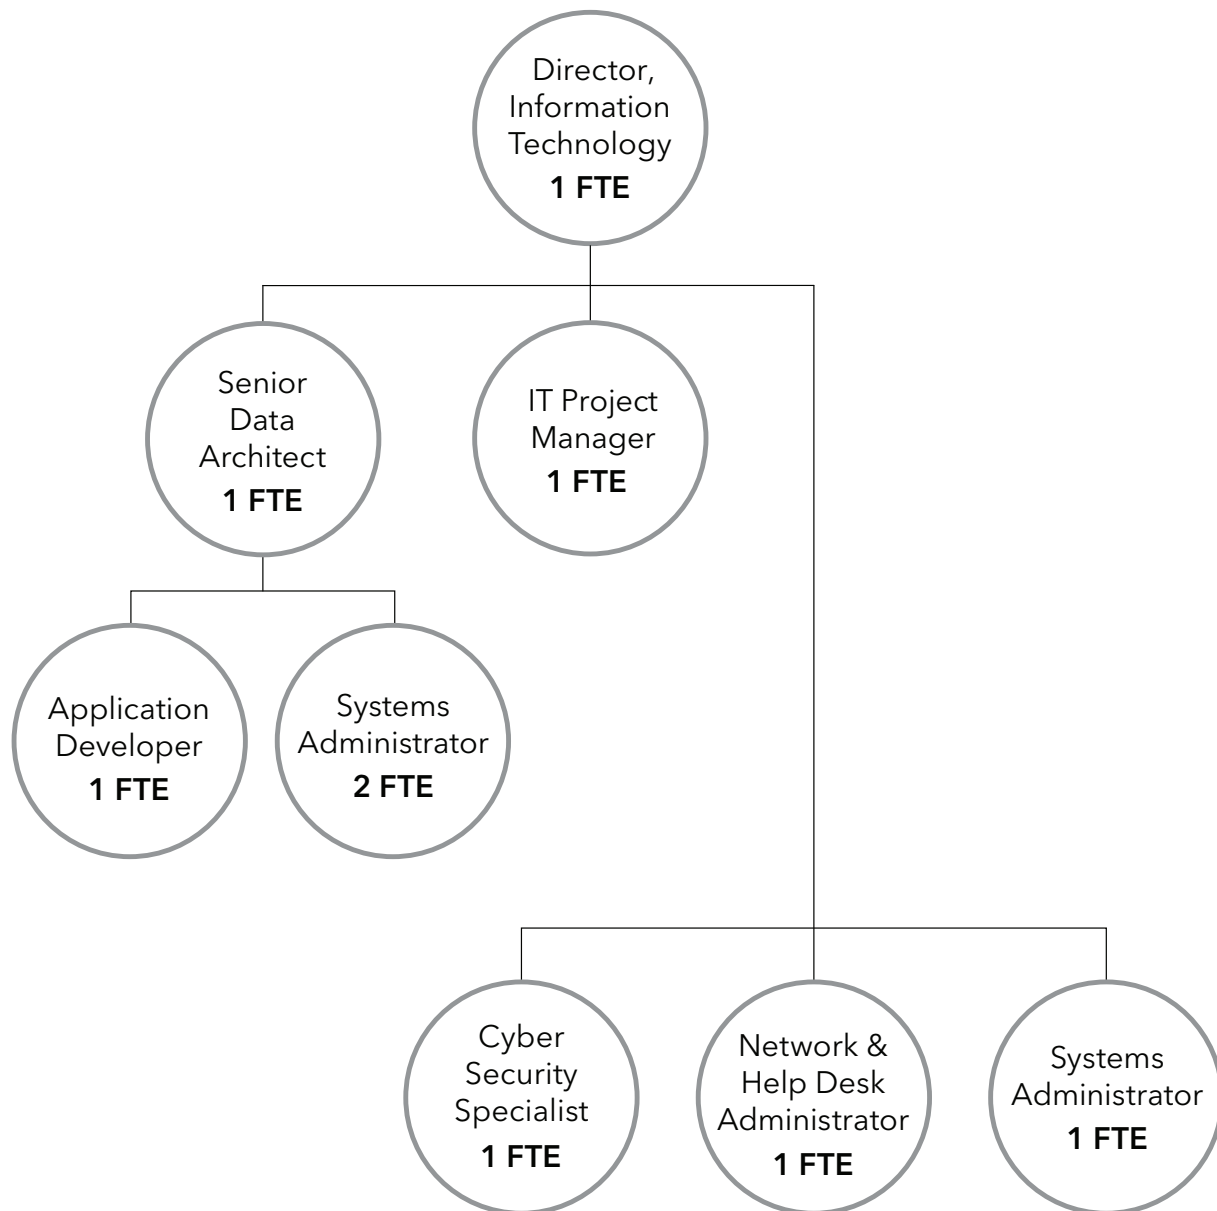 Director,
Information
Technology
1 FTE
Senior
Data
Architect
1 FTE
IT Project
Manager
1 FTE
Application
Developer
1 FTE
Systems
Administrator
2 FTE
Cyber
Security
Specialist
1 FTE
Network &
Help Desk
Administrator
1 FTE
Systems
Administrator
1 FTE